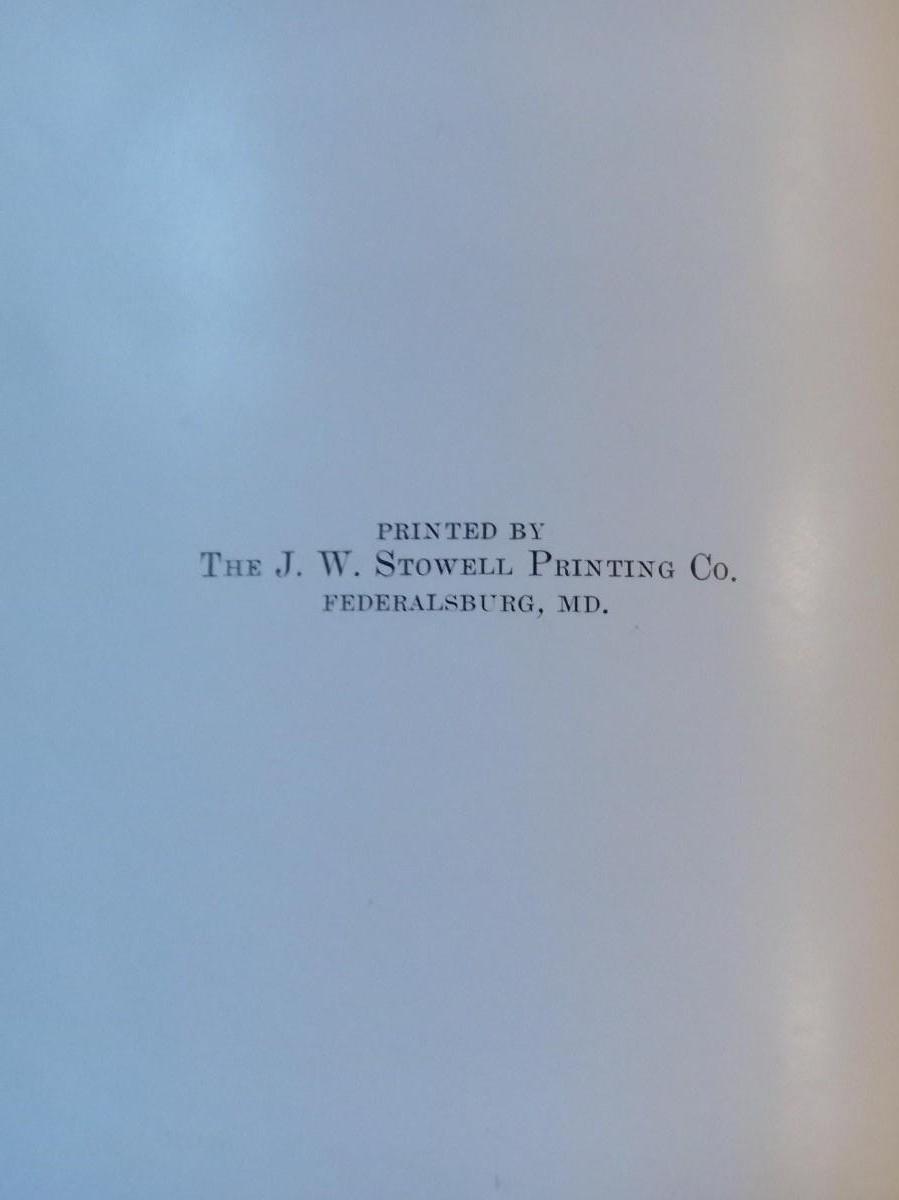 PRINTED BY
THE J. W. STOWELL PRINTING CO.
FEDERALSBURG, MD.